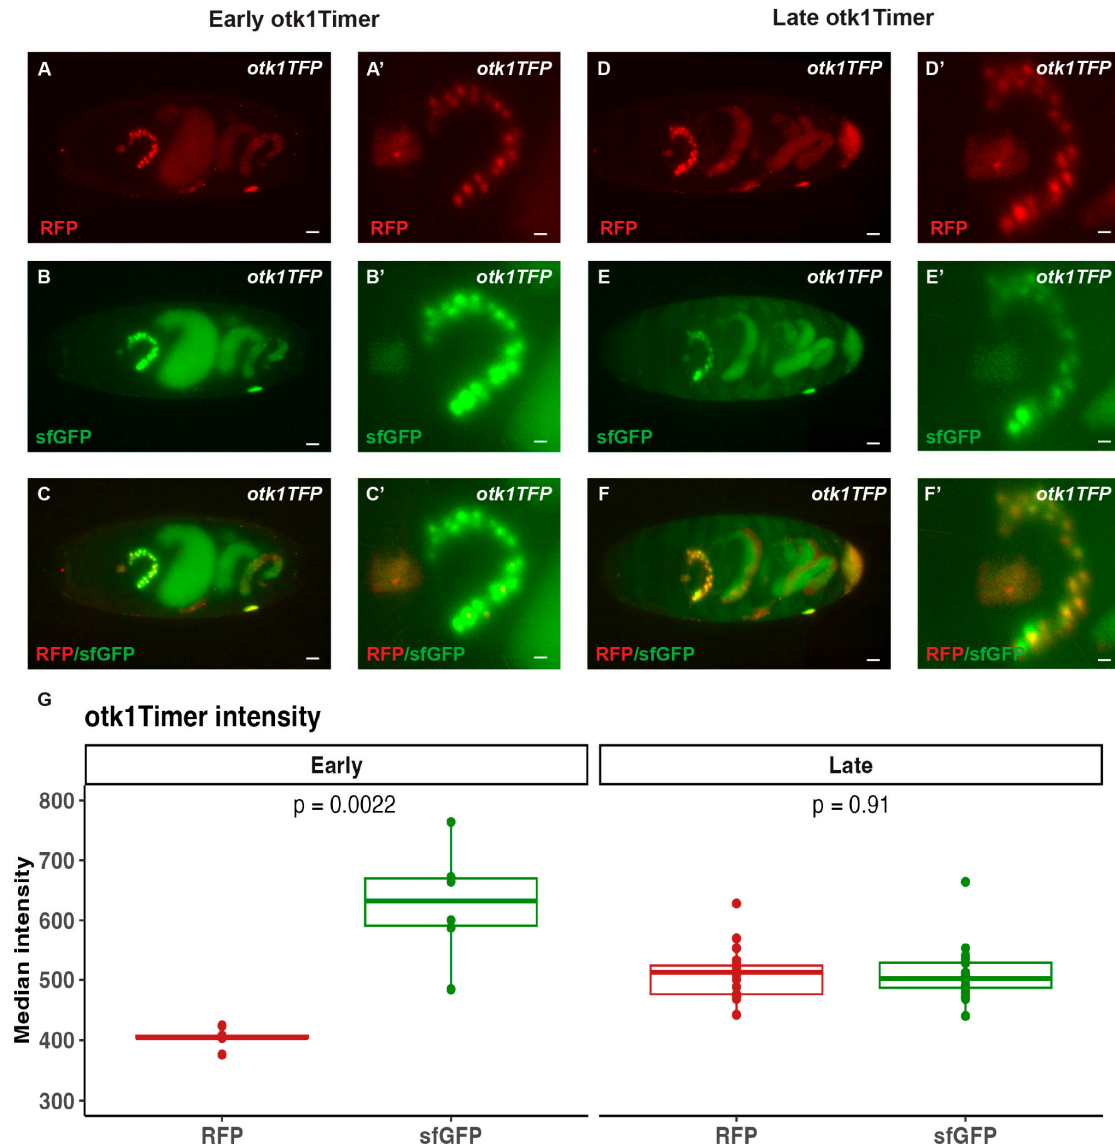 Early otk1Timer
Late otk1Timer
A
otk1TFP
RFP
A’
otk1TFP
RFP
D
otk1TFP
RFP
D’
otk1TFP
RFP
B
otk1TFP
sfGFP
B’
otk1TFP
sfGFP
E
otk1TFP
sfGFP
E’
otk1TFP
sfGFP
C
otk1TFP
RFP/sfGFP
C’
otk1TFP
RFP/sfGFP
F
otk1TFP
RFP/sfGFP
F’
otk1TFP
RFP/sfGFP
G
otk1Timer intensity
Early
Late
p = 0.0022
p = 0.91
Median intensity
800
700
600
500
400
300
RFP
sfGFP
RFP
sfGFP